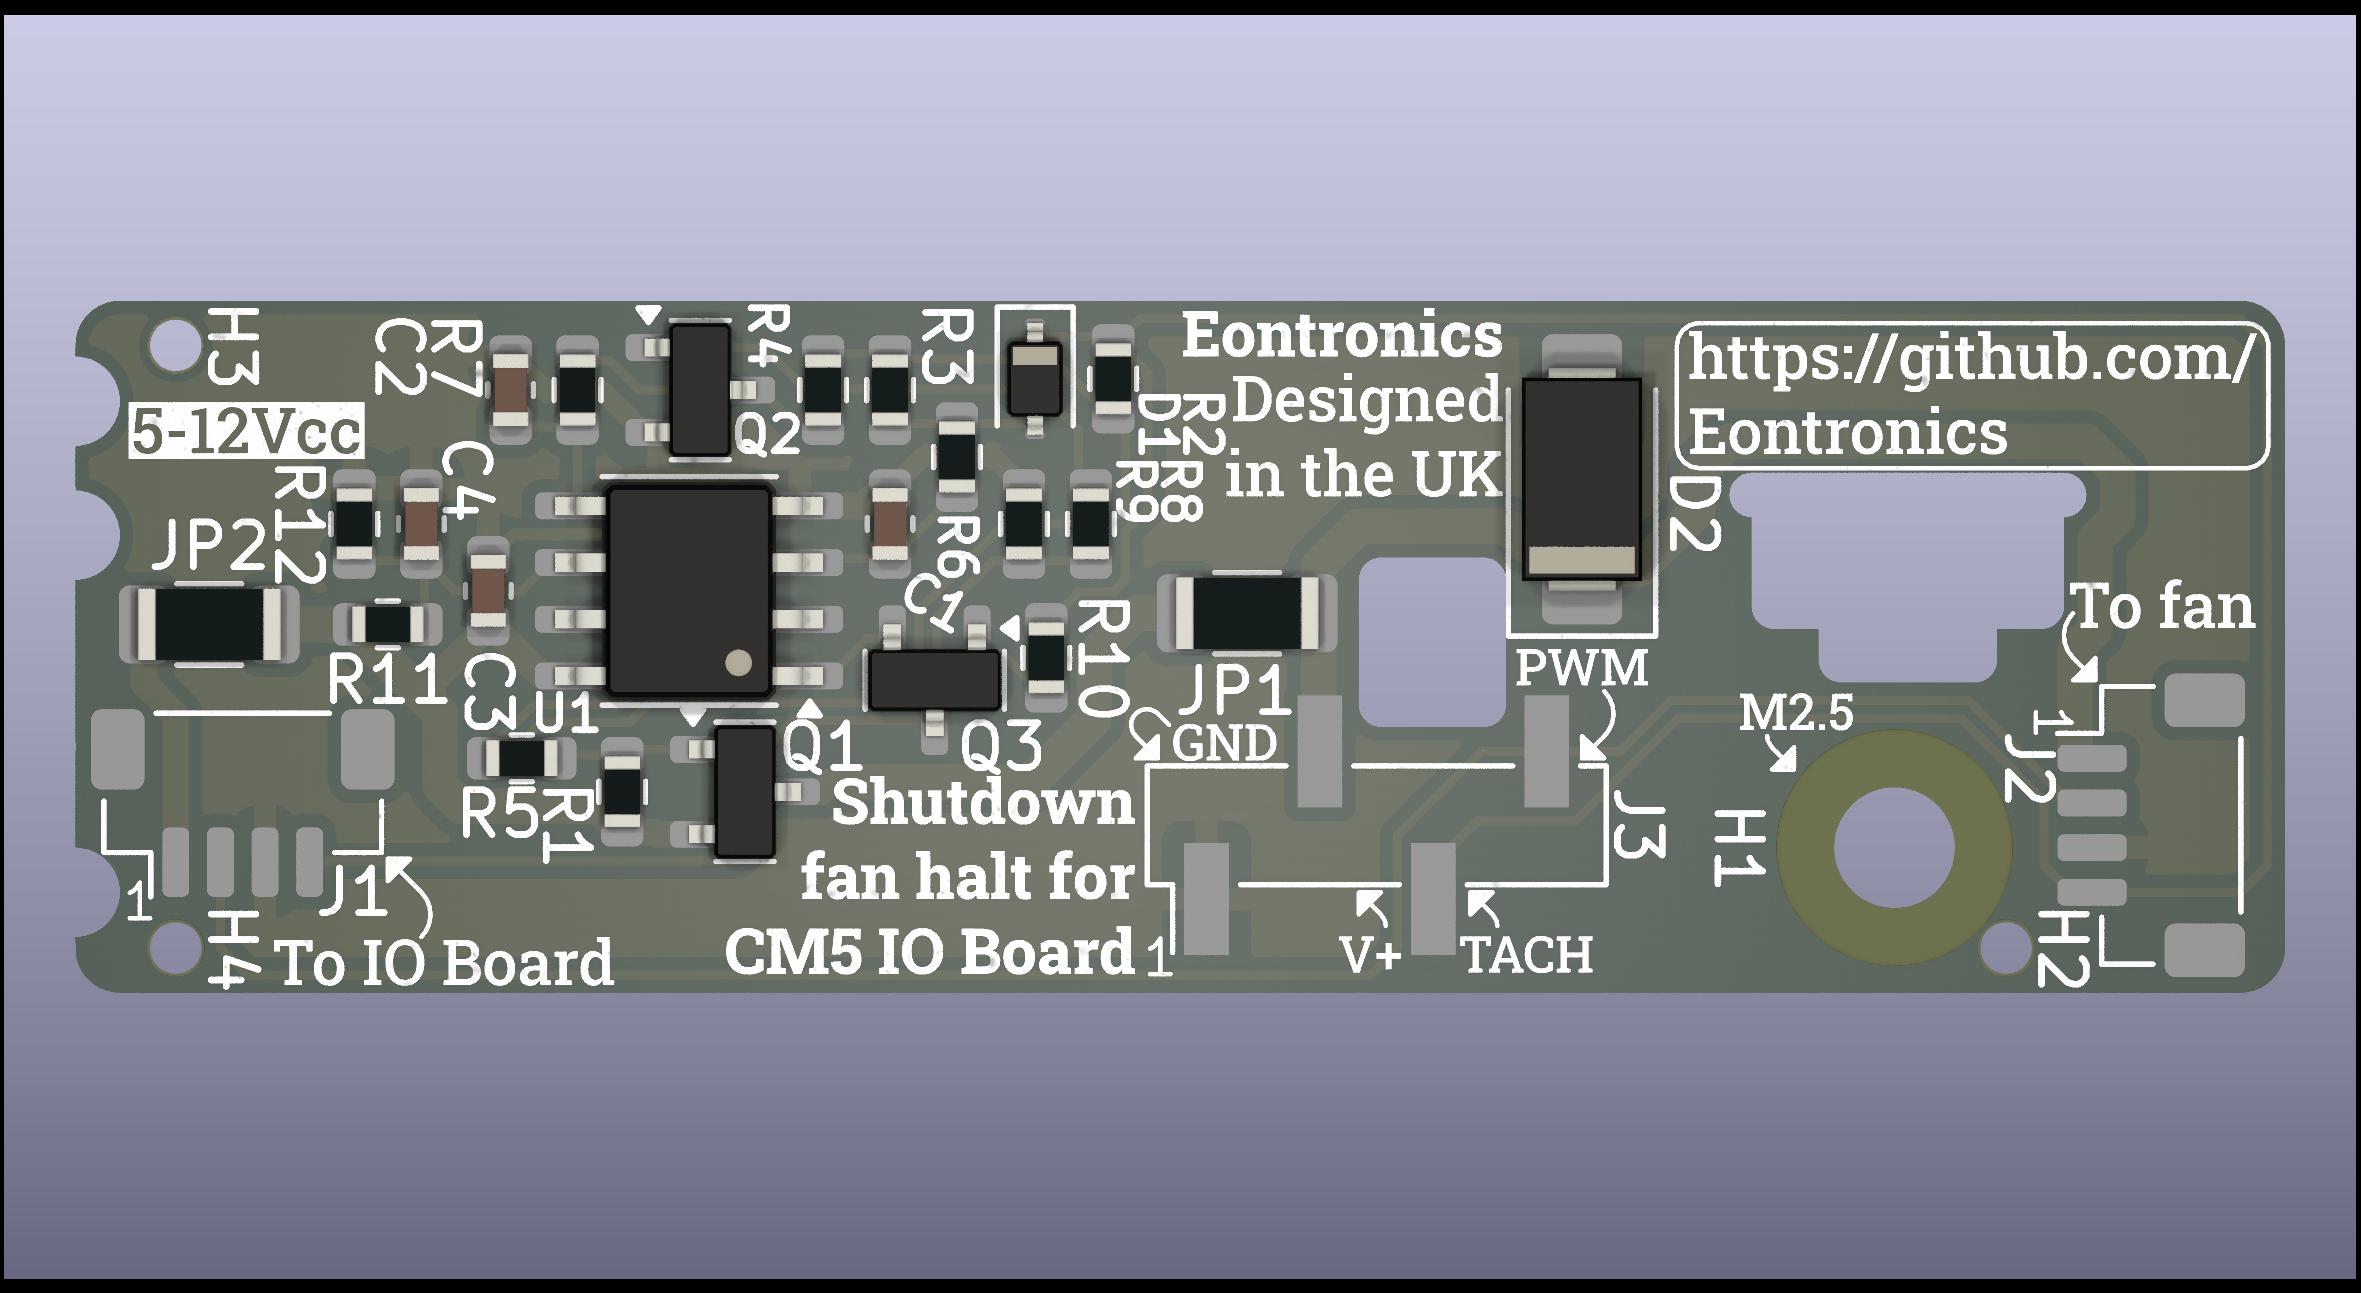 H3
C2
R7
R4
R3
Eontronics
Designed
in the UK
https://github.com/
Eontronics
5-12Vcc
Q2
D1
R2
C4
R12
R9
R8
D2
JP2
R6
C1
To fan
R11
C3
U1
R10
JP1
PWM
M2.5
GND
Q1
Q3
1
J2
R5
R1
Shutdown
fan halt for
CM5 IO Board
J3
H1
1
J1
H4
To IO Board
1
V+
TACH
H2